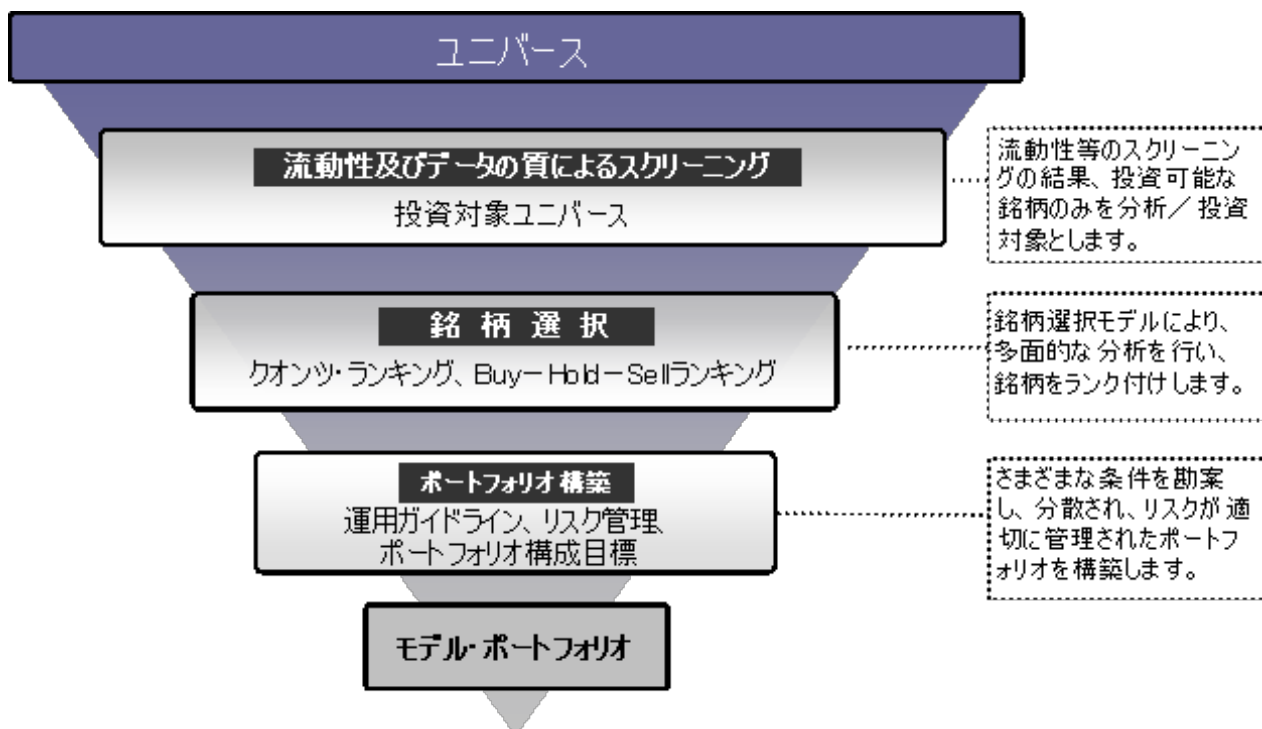 ユニバース
流動性及びデータの質によるスクリーニング
投資対象ユニバース
流動性等のスクリーニン
グの結果、投資可能な
銘柄のみを分析／投資
対象とします。
銘柄選択
クオンツ・ランキング、Buy－Hold－Sellランキング
銘柄選択モデルにより、
多面的な分析を行い、
銘柄をランク付けします。
ポートフォリオ構築
運用ガイドライン、リスク管理、
ポートフォリオ構成目標
さまざまな条件を勘案
し、分散され、リスクが適
切に管理されたポートフ
ォリオを構築します。
モデル・ポートフォリオ